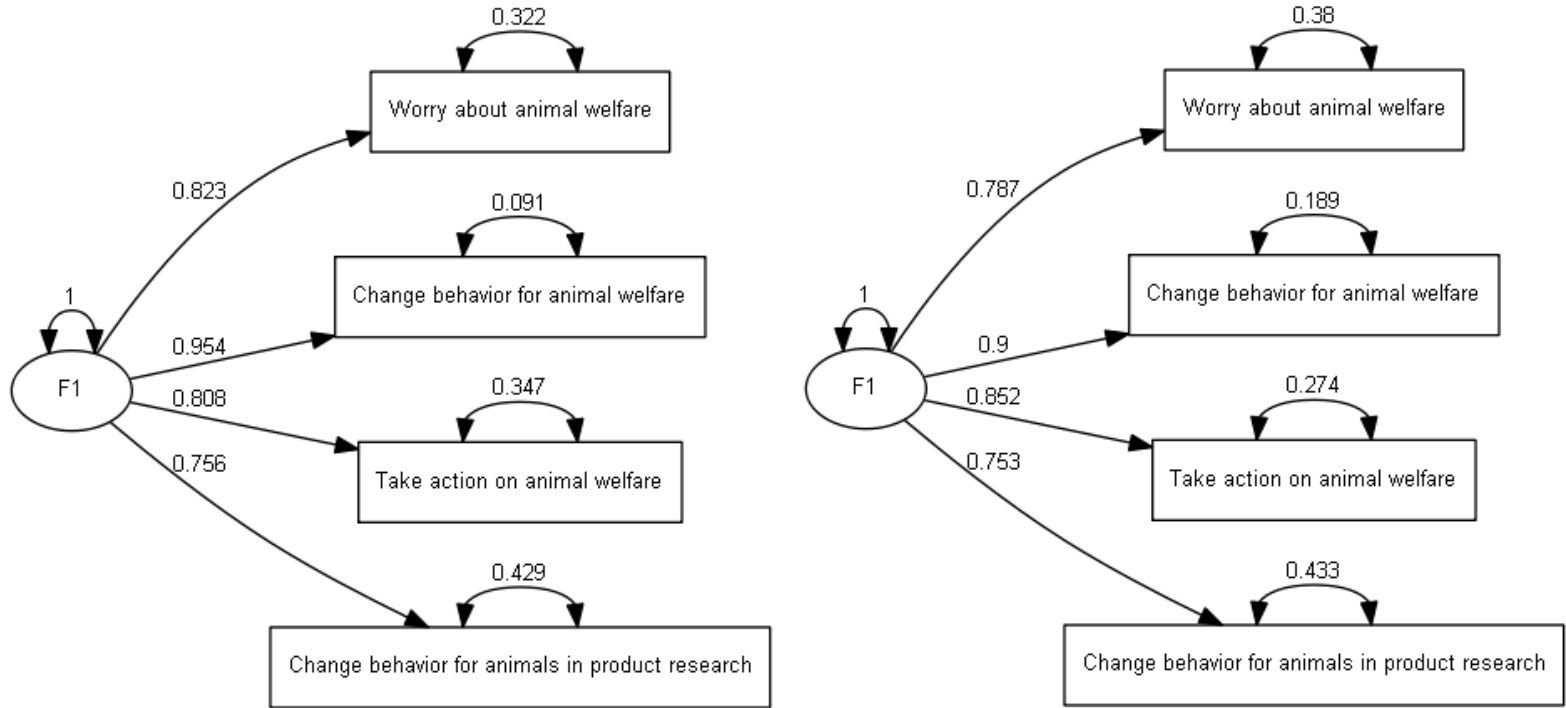 0.322
Worry about animal welfare
0.823
0.091
Change behavior for animal welfare
1
0.954
F1
0.808
0.347
Take action on animal welfare
0.756
0.429
Change behavior for animals in product research
0.38
Worry about animal welfare
0.787
0.189
Change behavior for animal welfare
1
0.9
F1
0.852
0.274
Take action on animal welfare
0.753
0.433
Change behavior for animals in product research